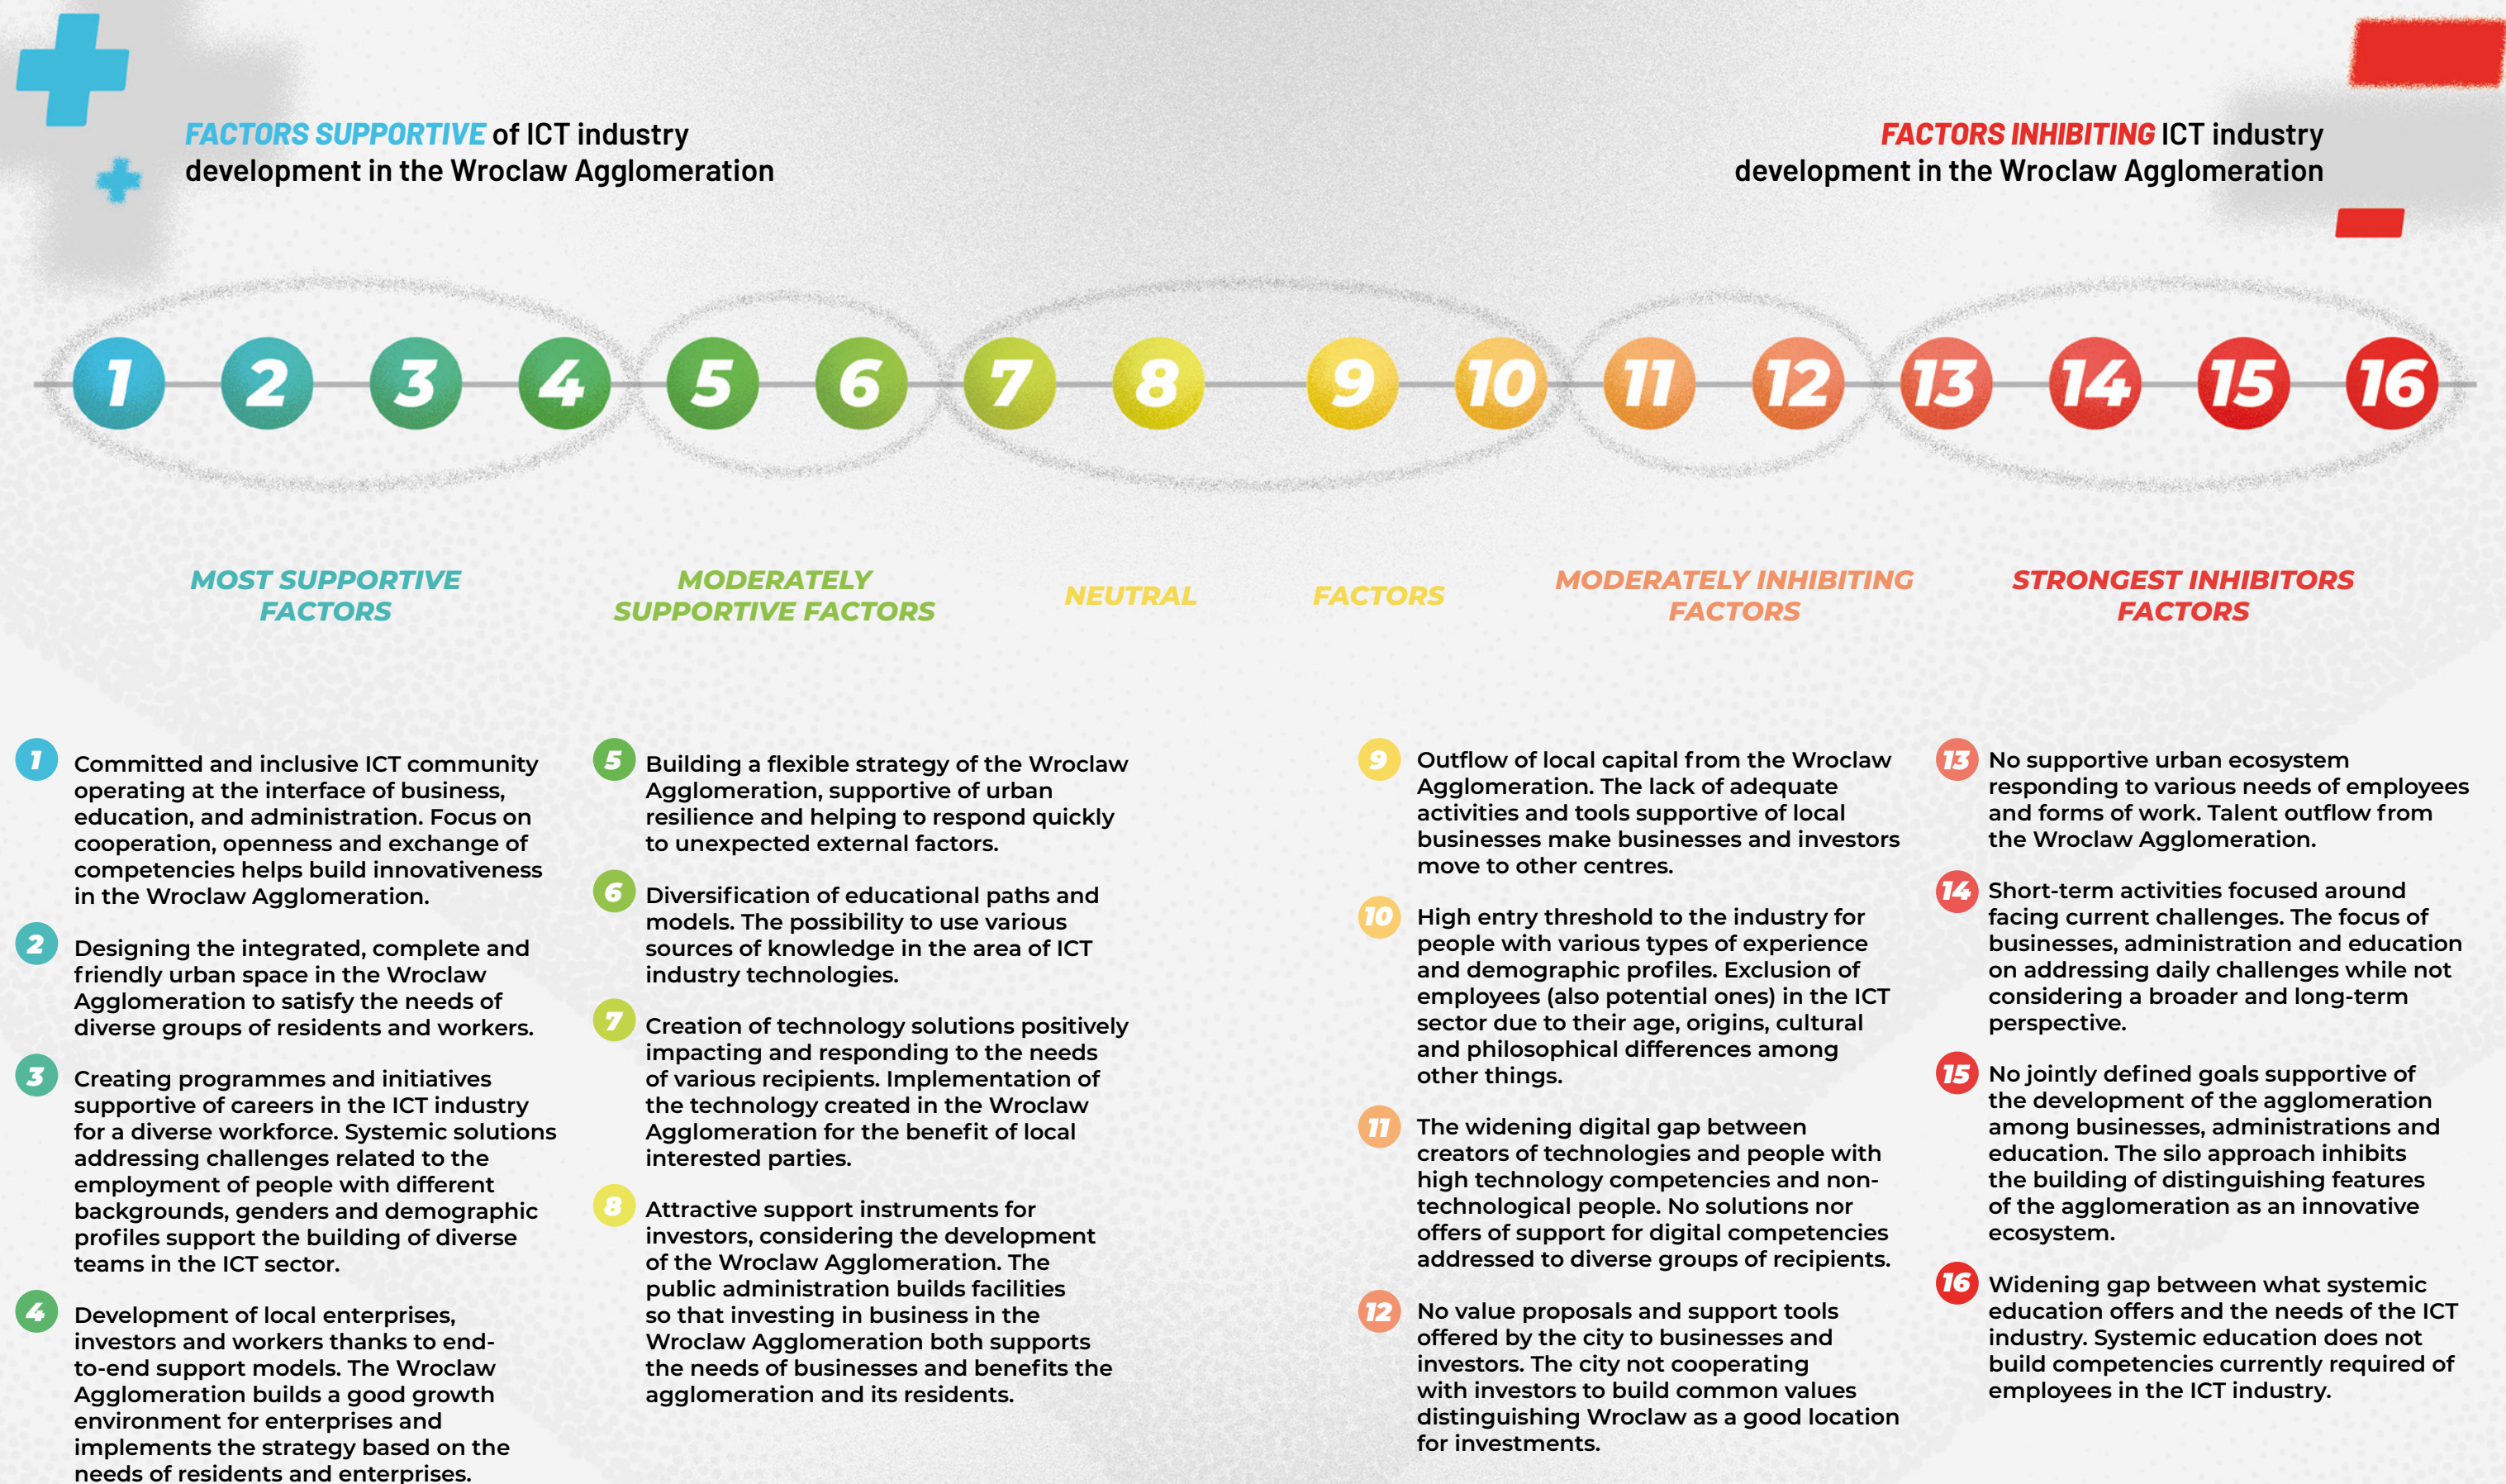 FACTORS SUPPORTIVE of ICT industry
development in the Wroclaw Agglomeration
FACTORS INHIBITING ICT industry
development in the Wroclaw Agglomeration
1 2 3 4 5 6 7 8 9 10 11 12 13 14 15 16
MOST SUPPORTIVE
FACTORS
MODERATELY
SUPPORTIVE FACTORS
NEUTRAL FACTORS
MODERATELY INHIBITING
FACTORS
STRONGEST INHIBITORS
FACTORS
1 Committed and inclusive ICT community
operating at the interface of business,
education, and administration. Focus on
cooperation, openness and exchange of
competencies helps build innovativeness
in the Wroclaw Agglomeration.
2 Designing the integrated, complete and
friendly urban space in the Wroclaw
Agglomeration to satisfy the needs of
diverse groups of residents and workers.
3 Creating programmes and initiatives
supportive of careers in the ICT industry
for a diverse workforce. Systemic solutions
addressing challenges related to the
employment of people with different
backgrounds, genders and demographic
profiles support the building of diverse
teams in the ICT sector.
4 Development of local enterprises,
investors and workers thanks to end-
to-end support models. The Wroclaw
Agglomeration builds a good growth
environment for enterprises and
implements the strategy based on the
needs of residents and enterprises.
5 Building a flexible strategy of the Wroclaw
Agglomeration, supportive of urban
resilience and helping to respond quickly
to unexpected external factors.
6 Diversification of educational paths and
models. The possibility to use various
sources of knowledge in the area of ICT
industry technologies.
7 Creation of technology solutions positively
impacting and responding to the needs
of various recipients. Implementation of
the technology created in the Wroclaw
Agglomeration for the benefit of local
interested parties.
8 Attractive support instruments for
investors, considering the development
of the Wroclaw Agglomeration. The
public administration builds facilities
so that investing in business in the
Wroclaw Agglomeration both supports
the needs of businesses and benefits the
agglomeration and its residents.
9 Outflow of local capital from the Wroclaw
Agglomeration. The lack of adequate
activities and tools supportive of local
businesses make businesses and investors
move to other centres.
10 High entry threshold to the industry for
people with various types of experience
and demographic profiles. Exclusion of
employees (also potential ones) in the ICT
sector due to their age, origins, cultural
and philosophical differences among
other things.
11 The widening digital gap between
creators of technologies and people with
high technology competencies and non-
technological people. No solutions nor
offers of support for digital competencies
addressed to diverse groups of recipients.
12 No value proposals and support tools
offered by the city to businesses and
investors. The city not cooperating
with investors to build common values
distinguishing Wroclaw as a good location
for investments.
13 No supportive urban ecosystem
responding to various needs of employees
and forms of work. Talent outflow from
the Wroclaw Agglomeration.
14 Short-term activities focused around
facing current challenges. The focus of
businesses, administration and education
on addressing daily challenges while not
considering a broader and long-term
perspective.
15 No jointly defined goals supportive of
the development of the agglomeration
among businesses, administrations and
education. The silo approach inhibits
the building of distinguishing features
of the agglomeration as an innovative
ecosystem.
16 Widening gap between what systemic
education offers and the needs of the ICT
industry. Systemic education does not
build competencies currently required of
employees in the ICT industry.